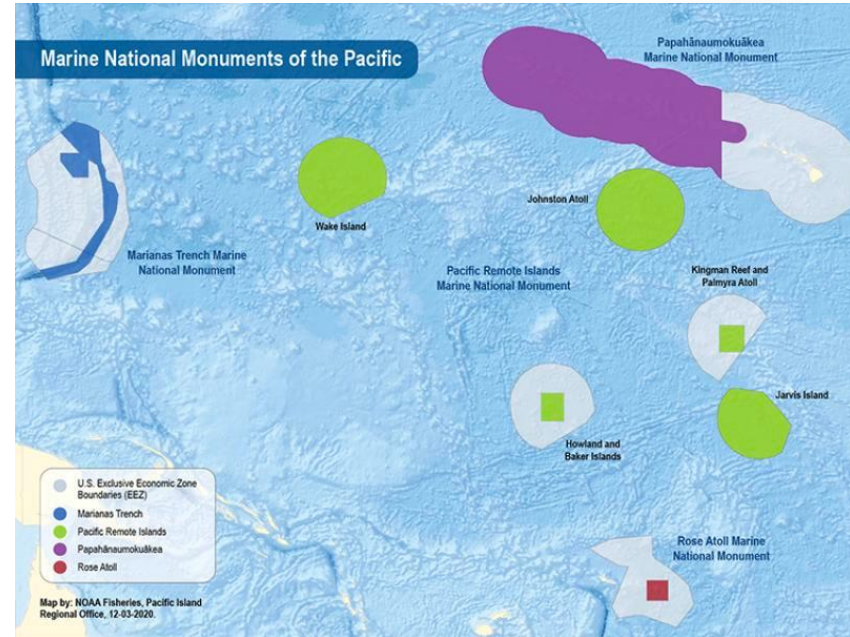 Marine National Monuments of the Pacific
Papahānaumokuākea
Marine National Monument
Wake Island
Johnston Atoll
Marianas Trench Marine
National Monument
Pacific Remote Islands
Marine National Monument
Kingman Reef and
Palmyra Atoll
Jarvis Island
Howland and
Baker Islands
Rose Atoll Marine
National Monument
U.S. Exclusive Economic Zone
Boundaries (EEZ)
Marianas Trench
Pacific Remote Islands
Papahānaumokuākea
Rose Atoll
Map by: NOAA Fisheries, Pacific Island
Regional Office, 12-03-2020.